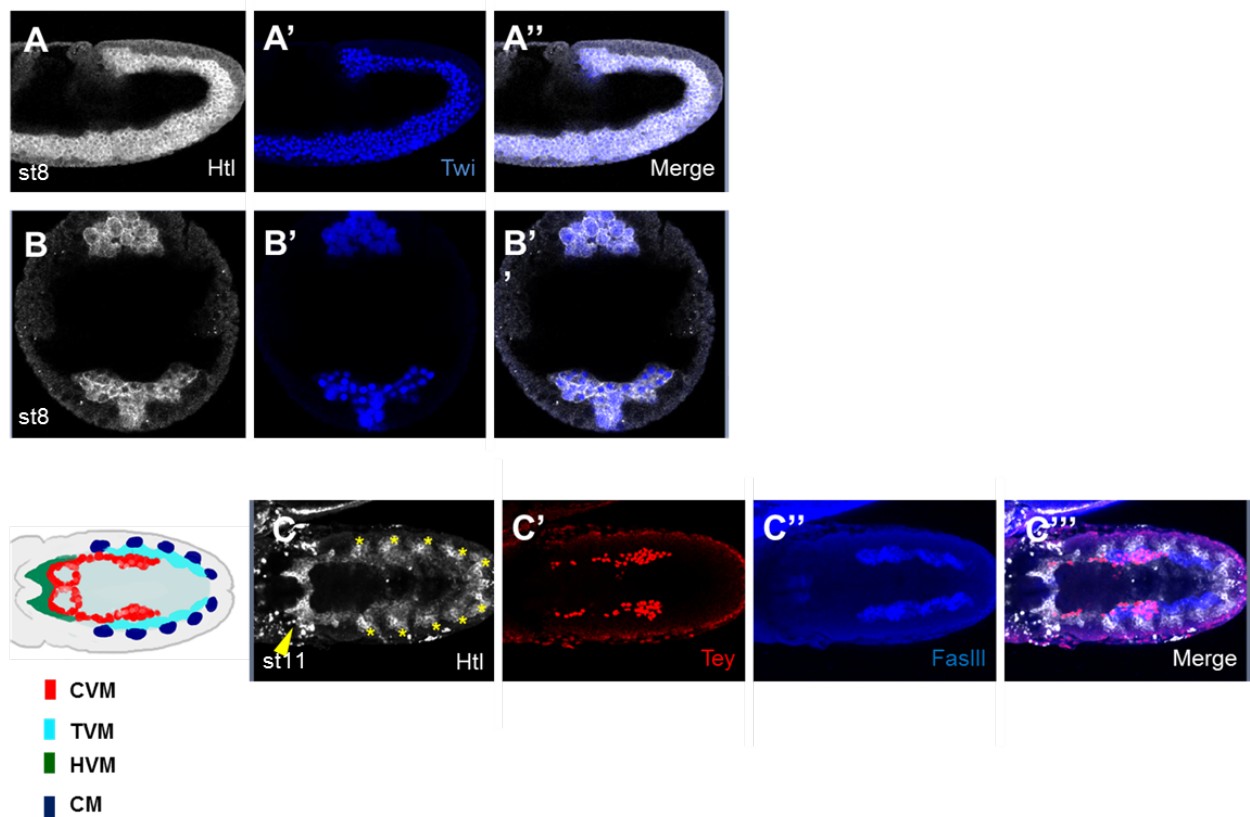 A
A’
A’’
st8
Htl
Twi
Merge
B
B’
B’
’
st8
C
C’
C’’
C’’’
st11
Htl
Tey
FasIII
Merge
CVM
TVM
HVM
CM